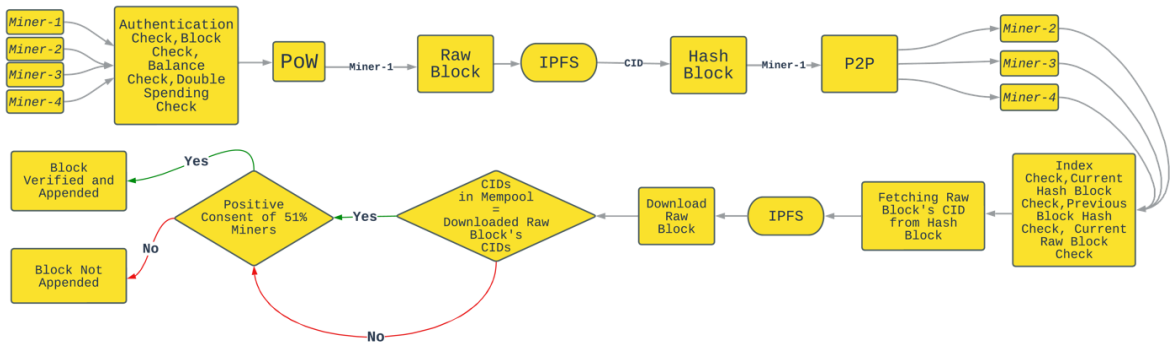 Miner-1
Miner-2
Miner-3
Miner-4
Authentication
Check,Block
Check,
Balance
Check,Double
Spending
Check
PoW
Miner-1
Raw
Block
IPFS
CID
Hash
Block
Miner-1
P2P
Miner-2
Miner-3
Miner-4
Index
Check,Current
Hash Block
Check,Previous
Block Hash
Check, Current
Raw Block
Check
Fetching Raw
Block's CID
from Hash
Block
IPFS
Download
Raw
Block
CIDs
in Mempool
=
Downloaded Raw
Block's
CIDs
Yes
No
Positive
Consent of 51%
Miners
Yes
Block
Verified and
Appended
No
Block Not
Appended